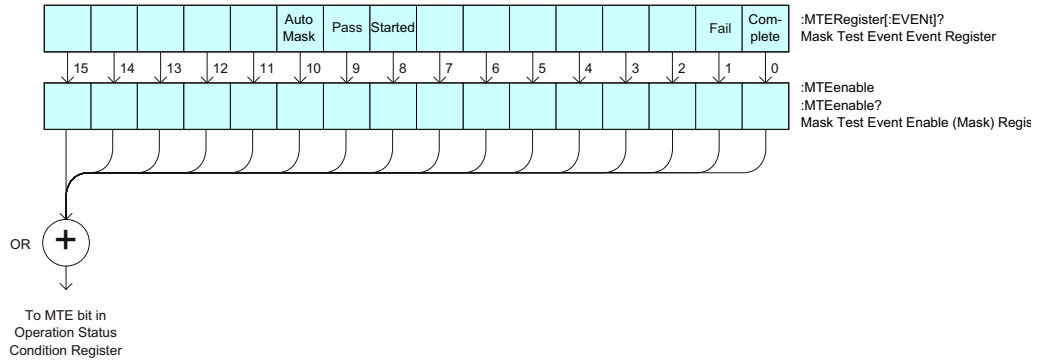 Auto Mask
Pass
Started
Fail
Com-
plete
:MTERegister[:EVENt]?
Mask Test Event Event Register
15 14 13 12 11 10 9 8 7 6 5 4 3 2 1 0
:MTEenable
:MTEenable?
Mask Test Event Enable (Mask) Regis
OR
+
To MTE bit in
Operation Status
Condition Register